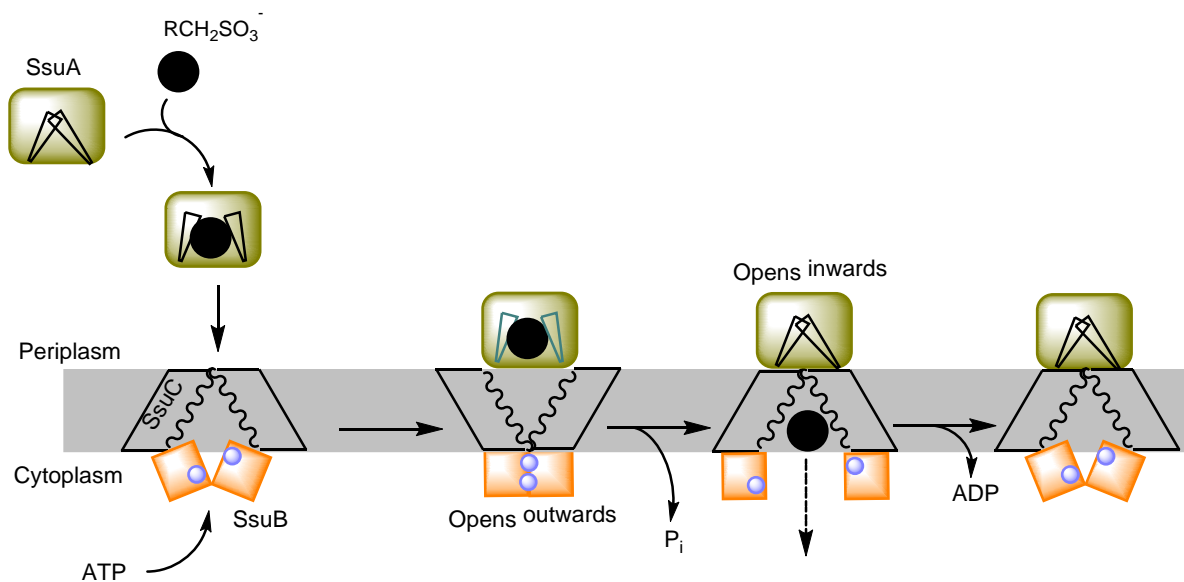 RCH₂SO₃⁻
SsuA
Opens inwards
Periplasm
SsuC
Cytoplasm
SsuB
Opens outwards
ADP
Pᵢ
ATP